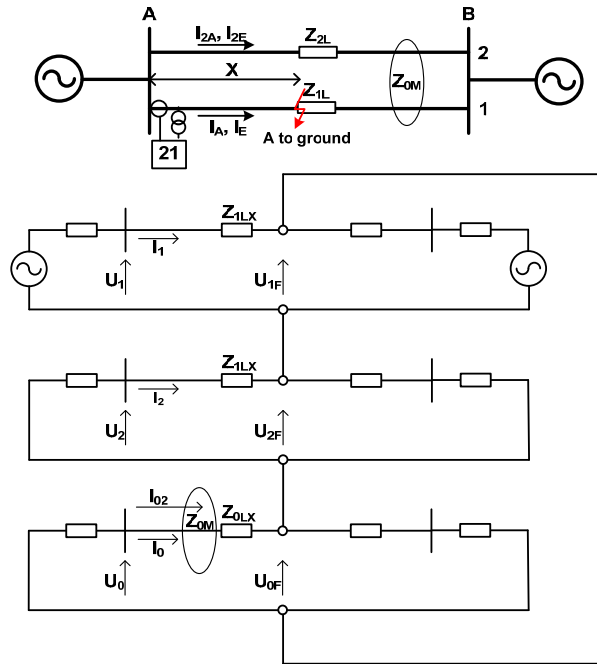 A B
I2A, I2E Z2L 2
X Z1L Z0M
IA, IE 1
21 A to ground
Z1LX
I1
U1 U1F
Z1LX
I2
U2 U2F
I02 Z0M Z0LX
I0
U0 U0F